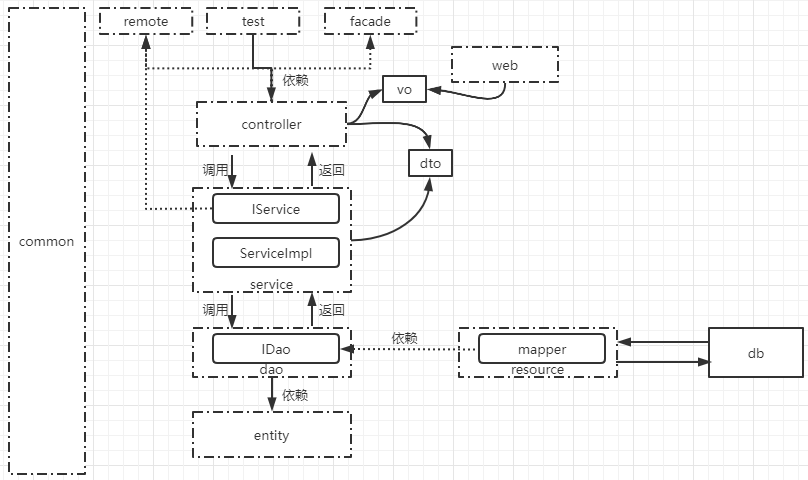 remote
test
facade
web
依赖
vo
controller
dto
调用
返回
IService
common
ServiceImpl
service
调用
返回
依赖
IDao
mapper
db
dao
resource
依赖
entity